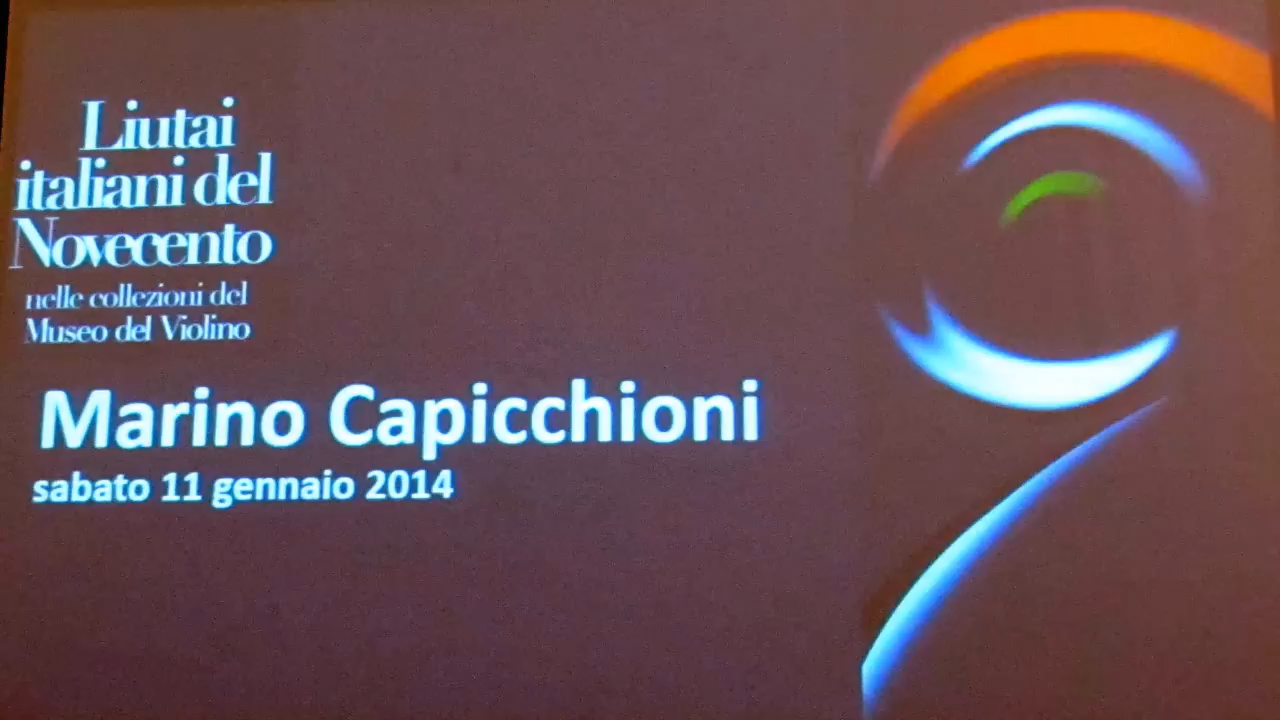 Liutai
italiani del
Novecento
nelle collezioni del
Museo del Violino
Marino Capicchioni
sabato 11 gennaio 2014